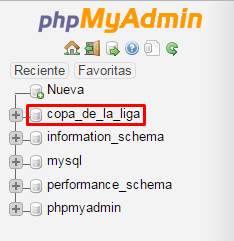 phpMyAdmin
Reciente Favoritas
Nueva
copa_de_la_liga
information_schema
mysql
performance_schema
phpmyadmin